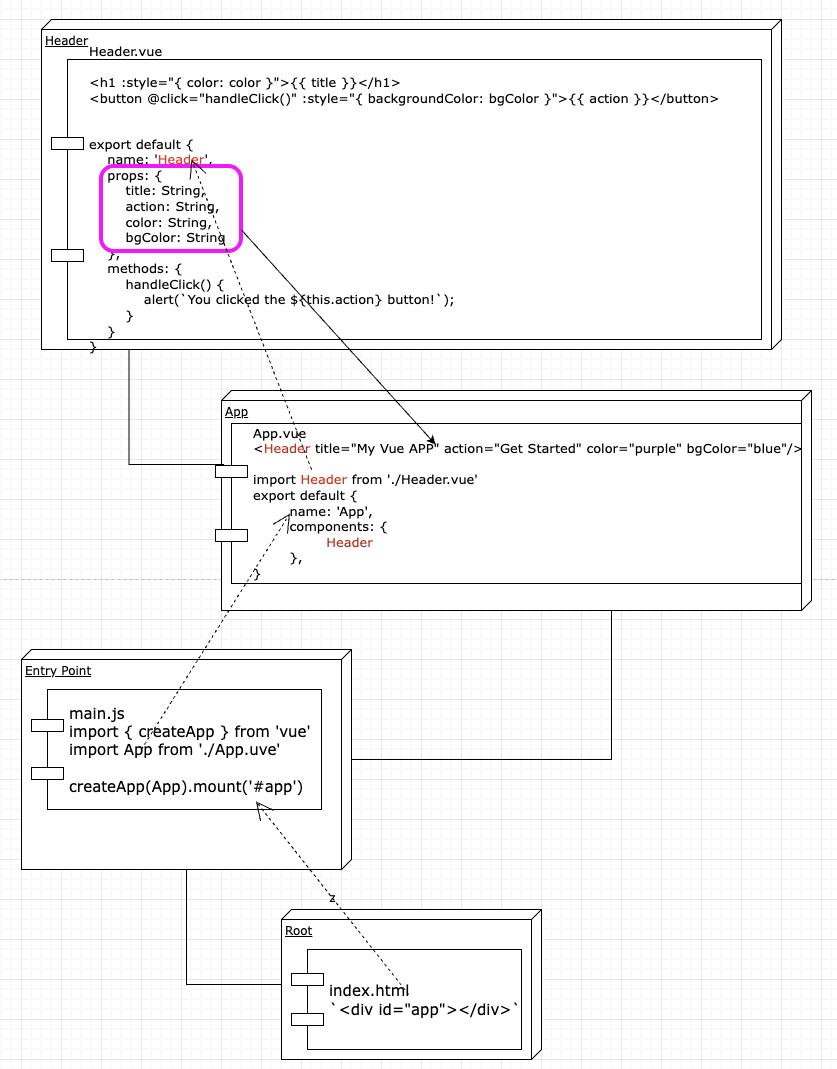 Header
Header.vue
<h1 :style="{ color: color }">{{ title }}</h1>
<button @click="handleClick()" :style="{ backgroundColor: bgColor }">{{ action }}</button>
export default {
name: 'Header',
props: {
title: String,
action: String,
color: String,
bgColor: String
},
methods: {
handleClick() {
alert(`You clicked the ${this.action} button!`);
}
}
}
App
App.vue
<Header title="My Vue APP" action="Get Started" color="purple" bgColor="blue"/>
import Header from './Header.vue'
export default {
name: 'App',
components: {
Header
},
}
Entry Point
main.js
import { createApp } from 'vue'
import App from './App.uve'
createApp(App).mount('#app')
z
Root
index.html
`<div id="app"></div>`